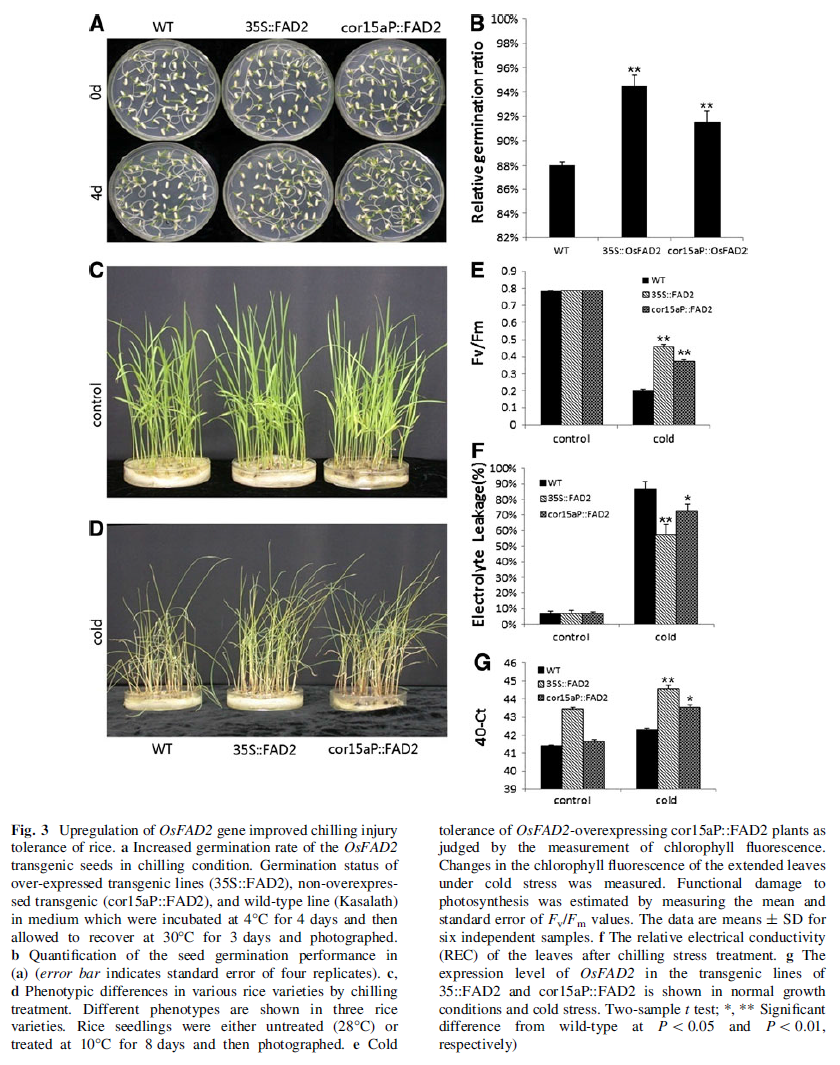 A
WT
35S::FAD2
cor15aP::FAD2
0d
4d
B
Relative germination ratio
100%
98%
96%
94%
92%
90%
88%
86%
84%
82%
**
**
WT
35S::OsFAD2
cor15aP::OsFAD2
C
control
D
cold
WT
35S::FAD2
cor15aP::FAD2
E
Fv/Fm
0.9
0.8
0.7
0.6
0.5
0.4
0.3
0.2
0.1
0
WT
35S::FAD2
cor15aP::FAD2
**
**
control
cold
F
Electrolyte Leakage(%)
100%
90%
80%
70%
60%
50%
40%
30%
20%
10%
0%
WT
35S::FAD2
cor15aP::FAD2
**
*
control
cold
G
40-Ct
46
45
44
43
42
41
40
39
WT
35S::FAD2
cor15aP::FAD2
**
*
control
cold
Fig. 3 Upregulation of OsFAD2 gene improved chilling injury
tolerance of rice. a Increased germination rate of the OsFAD2
transgenic seeds in chilling condition. Germination status of
over-expressed transgenic lines (35S::FAD2), non-overexpres-
sed transgenic (cor15aP::FAD2), and wild-type line (Kasalath)
in medium which were incubated at 4°C for 4 days and then
allowed to recover at 30°C for 3 days and photographed.
b Quantification of the seed germination performance in
(a) (error bar indicates standard error of four replicates). c,
d Phenotypic differences in various rice varieties by chilling
treatment. Different phenotypes are shown in three rice
varieties. Rice seedlings were either untreated (28°C) or
treated at 10°C for 8 days and then photographed. e Cold
tolerance of OsFAD2-overexpressing cor15aP::FAD2 plants as
judged by the measurement of chlorophyll fluorescence.
Changes in the chlorophyll fluorescence of the extended leaves
under cold stress was measured. Functional damage to
photosynthesis was estimated by measuring the mean and
standard error of Fv/Fm values. The data are means ± SD for
six independent samples. f The relative electrical conductivity
(REC) of the leaves after chilling stress treatment. g The
expression level of OsFAD2 in the transgenic lines of
35::FAD2 and cor15aP::FAD2 is shown in normal growth
conditions and cold stress. Two-sample t test; *, ** Significant
difference from wild-type at P < 0.05 and P < 0.01,
respectively)